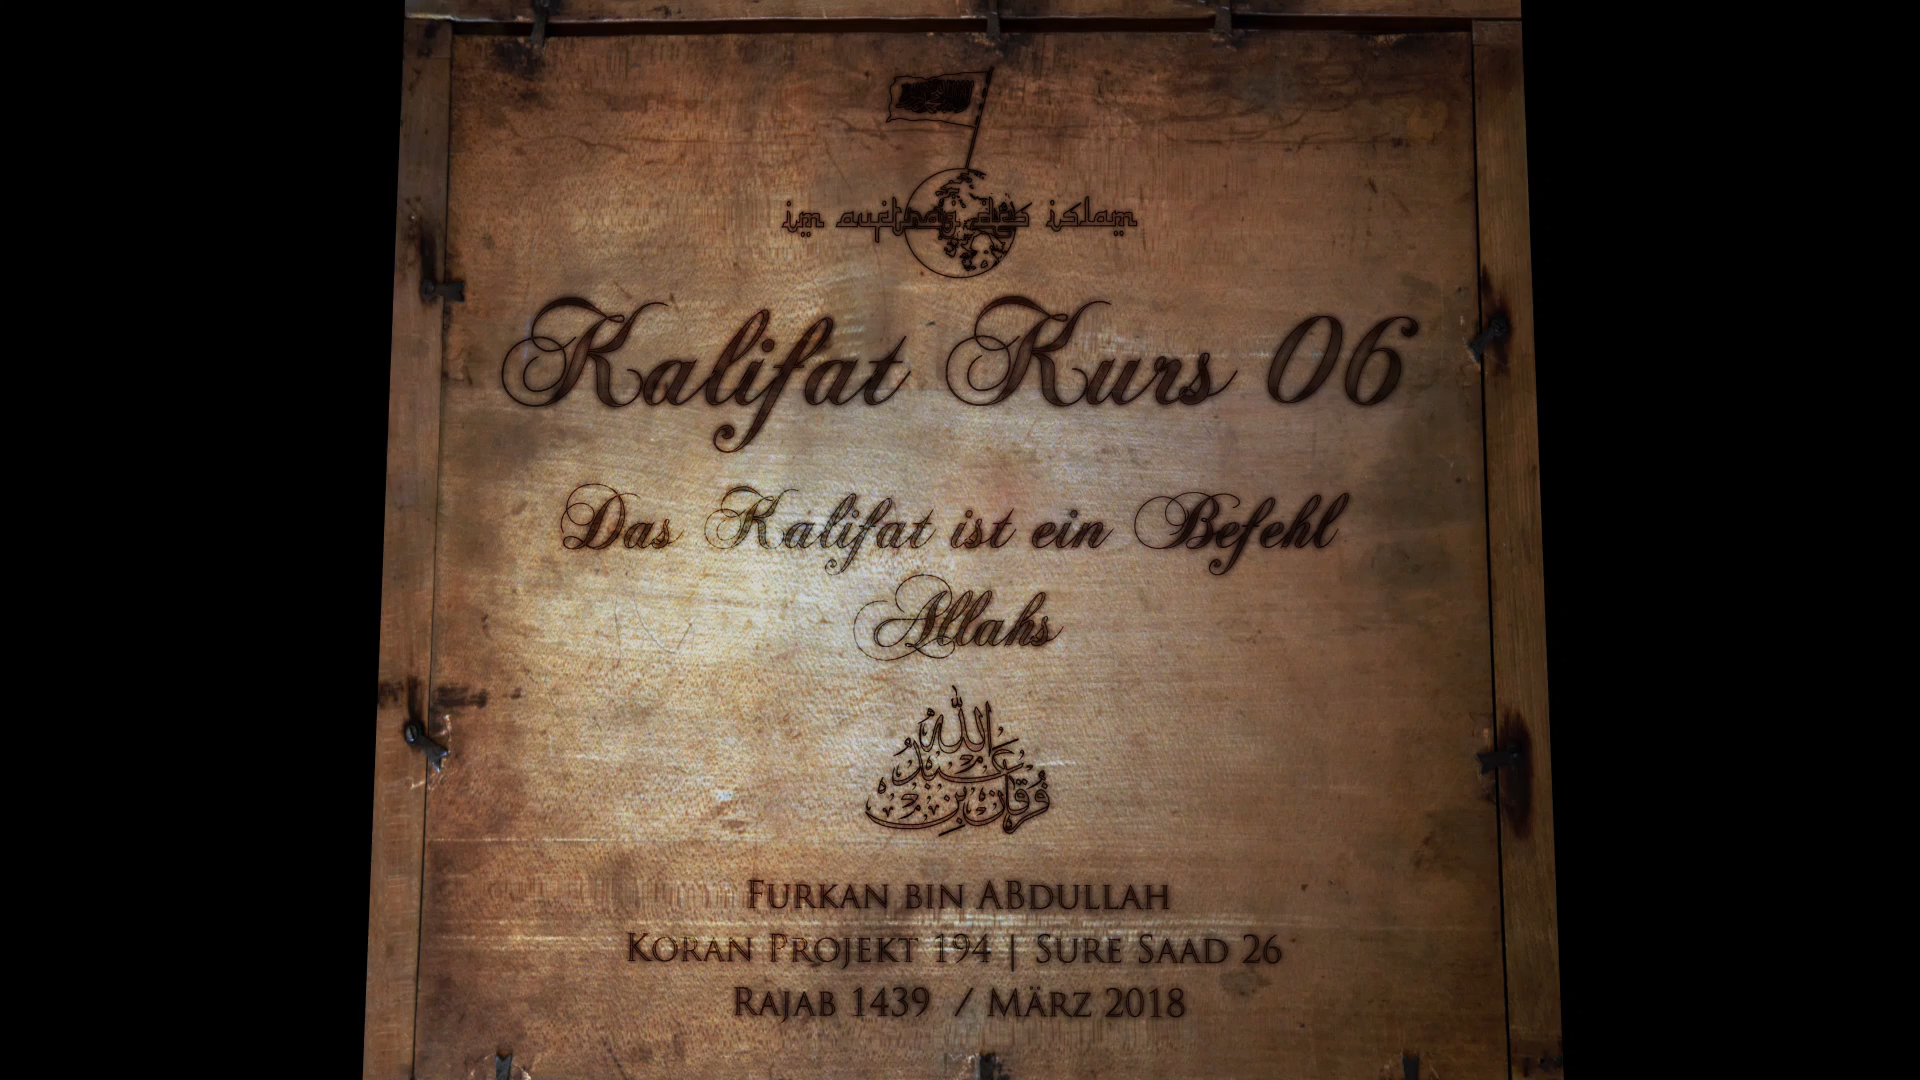 im auftrag des islam
Kalifat Kurs 06
Das Kalifat ist ein Befehl
Allahs
فُرقان بن عبد الله
Furkan bin Abdullah
Koran Projekt 194 | Sure Saad 26
Rajab 1439 / März 2018